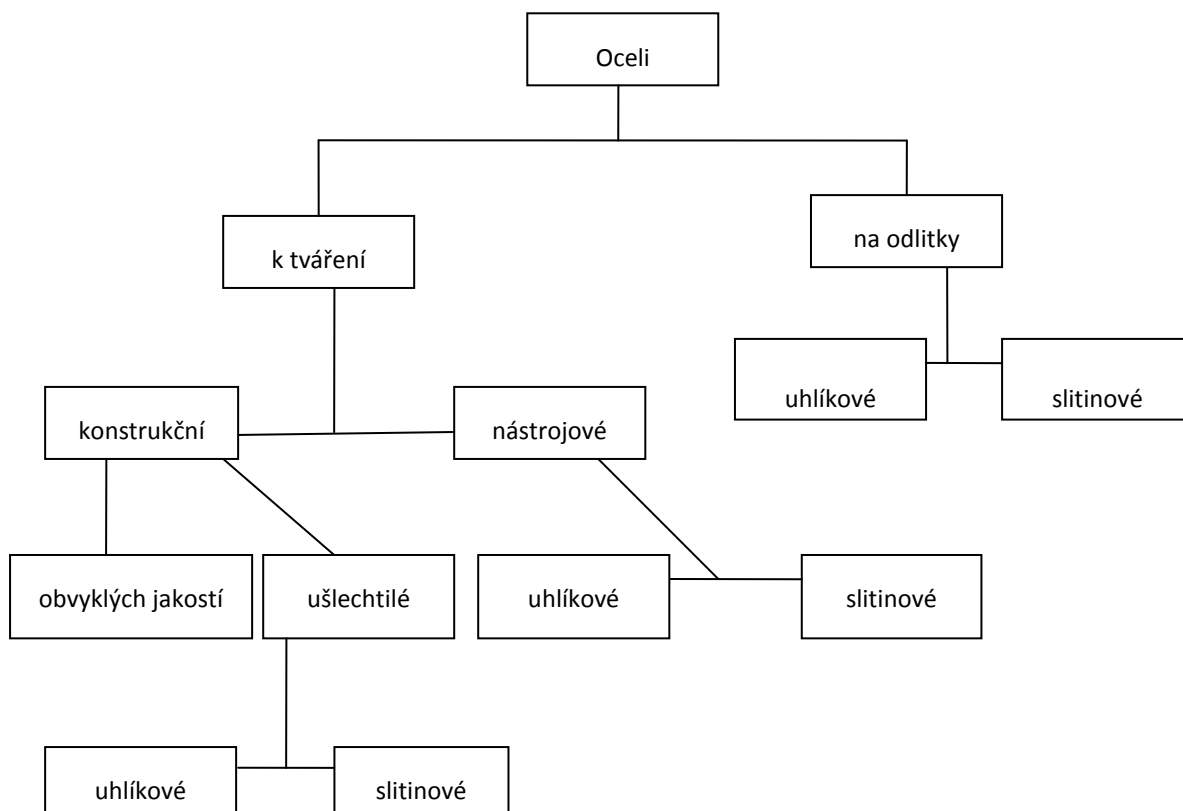 Oceli
k tváření
na odlitky
uhlíkové
slitinové
konstrukční
nástrojové
obvyklých jakostí
ušlechtilé
uhlíkové
slitinové
uhlíkové
slitinové